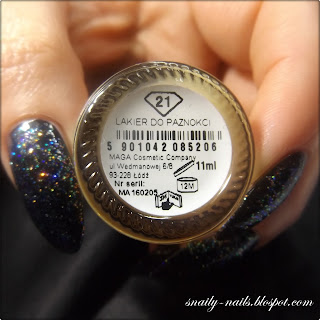 21
LAKIER DO PAZNOKCI
5 901042 085206
MAGA Cosmetic Company
ul Wedmanowej 6/8
93-228 Łódź
11ml
Nr serii:
MA 160205
12M
snaily-nails.blogspot.com